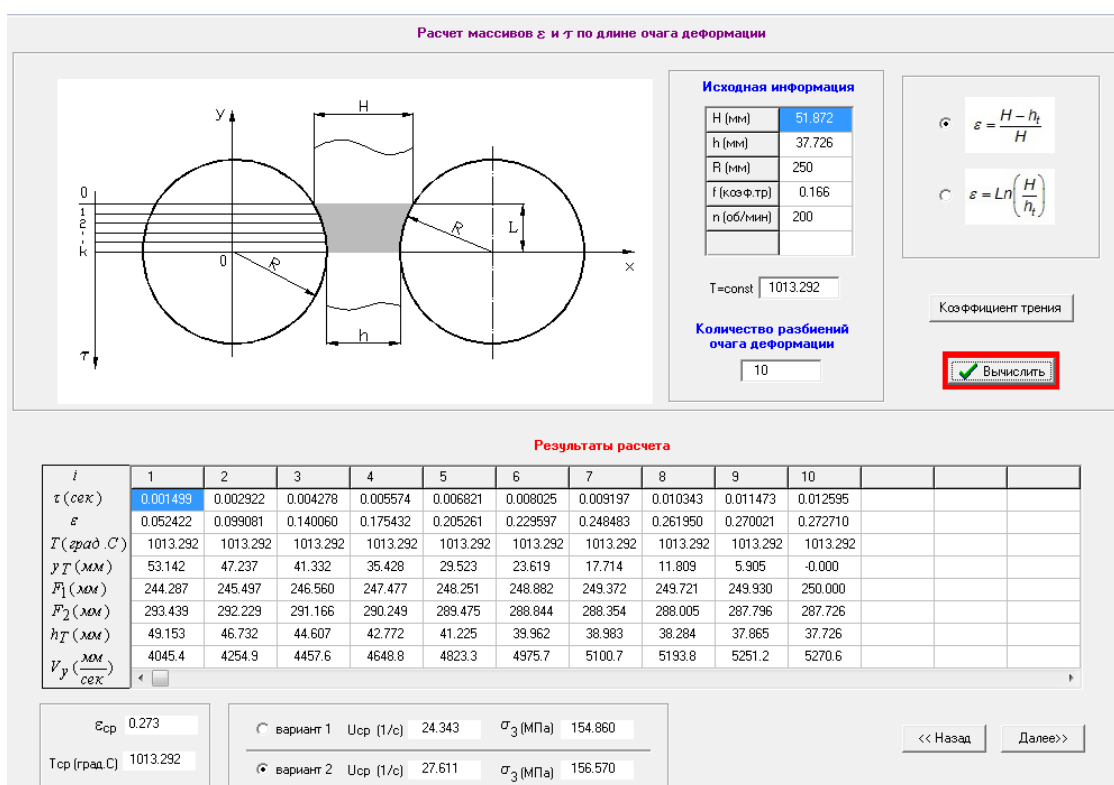 Расчет массивов ε и τ по длине очага деформации
y
H
0
1
2
-
-
k
0
R
R
L
x
h
τ
Исходная информация
H (мм) 51.872
h (мм) 37.726
R (мм) 250
f (коэф.тр) 0.166
n (об/мин) 200
T=const 1013.292
Количество разбиений
очага деформации
10
ε = (H − h_t) / H
ε = Ln(H / h_t)
Коэффициент трения
Вычислить
Результаты расчета
i 1 2 3 4 5 6 7 8 9 10
τ (сек) 0.001499 0.002922 0.004278 0.005574 0.006821 0.008025 0.009197 0.010343 0.011473 0.012595
ε 0.052422 0.099081 0.140060 0.175432 0.205261 0.229597 0.248483 0.261950 0.270021 0.272710
T (град .C) 1013.292 1013.292 1013.292 1013.292 1013.292 1013.292 1013.292 1013.292 1013.292 1013.292
y_T (мм) 53.142 47.237 41.332 35.428 29.523 23.619 17.714 11.809 5.905 -0.000
F_1 (мм) 244.287 245.497 246.560 247.477 248.251 248.882 249.372 249.721 249.930 250.000
F_2 (мм) 293.439 292.229 291.166 290.249 289.475 288.844 288.354 288.005 287.796 287.726
h_T (мм) 49.153 46.732 44.607 42.772 41.225 39.962 38.983 38.284 37.865 37.726
V_y (мм/сек) 4045.4 4254.9 4457.6 4648.8 4823.3 4975.7 5100.7 5193.8 5251.2 5270.6
ε_ср 0.273
Tср (град.C) 1013.292
вариант 1 Uср (1/с) 24.343 σ_3 (МПа) 154.860
вариант 2 Uср (1/с) 27.611 σ_3 (МПа) 156.570
<< Назад
Далее>>